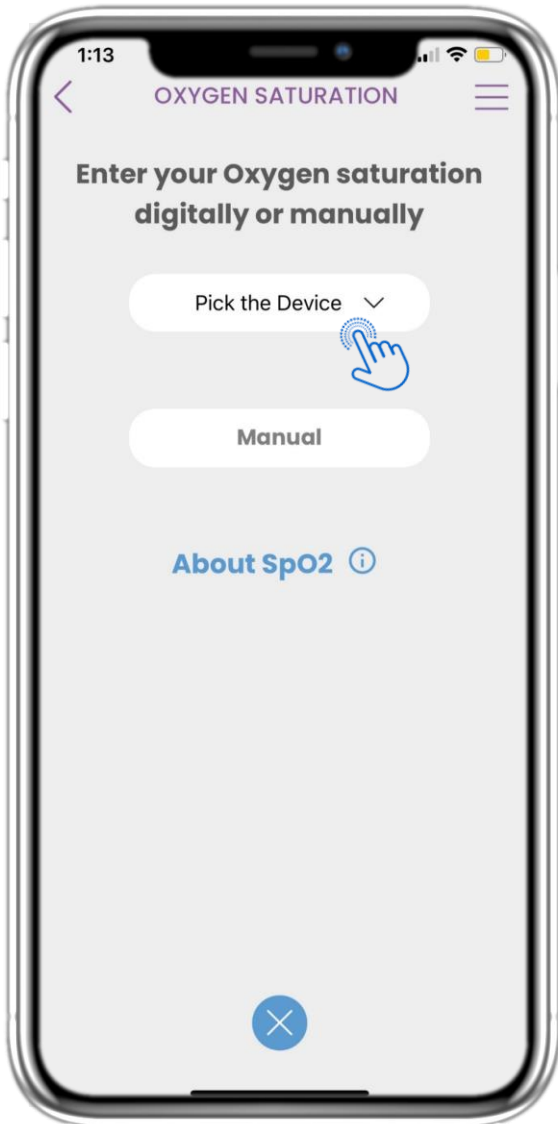 1:13
OXYGEN SATURATION
Enter your Oxygen saturation
digitally or manually
Pick the Device
Manual
About SpO2